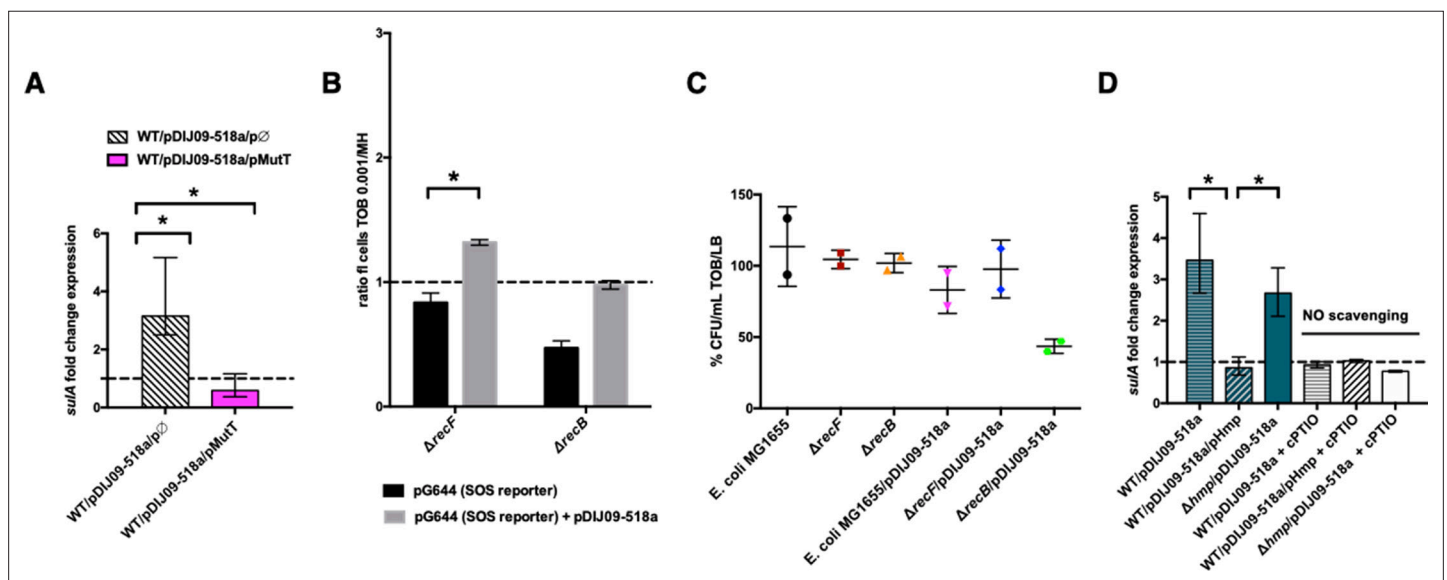 A
WT/pDIJ09-518a/p∅
WT/pDIJ09-518a/pMutT
*
*
sulA fold change expression
6
4
2
0
WT/pDIJ09-518a/p∅
WT/pDIJ09-518a/pMutT
B
ratio fl cells TOB 0.001/MH
3
2
1
0
*
ΔrecF
ΔrecB
pG644 (SOS reporter)
pG644 (SOS reporter) + pDIJ09-518a
C
% CFU/mL TOB/LB
150
100
50
0
E. coli MG1655
ΔrecF
ΔrecB
E. coli MG1655/pDIJ09-518a
ΔrecF/pDIJ09-518a
ΔrecB/pDIJ09-518a
D
sulA fold change expression
5
4
3
2
1
0
*
*
NO scavenging
WT/pDIJ09-518a
WT/pDIJ09-518a/pHmp
Δhmp/pDIJ09-518a
WT/pDIJ09-518a + cPTIO
WT/pDIJ09-518a/pHmp + cPTIO
Δhmp/pDIJ09-518a + cPTIO